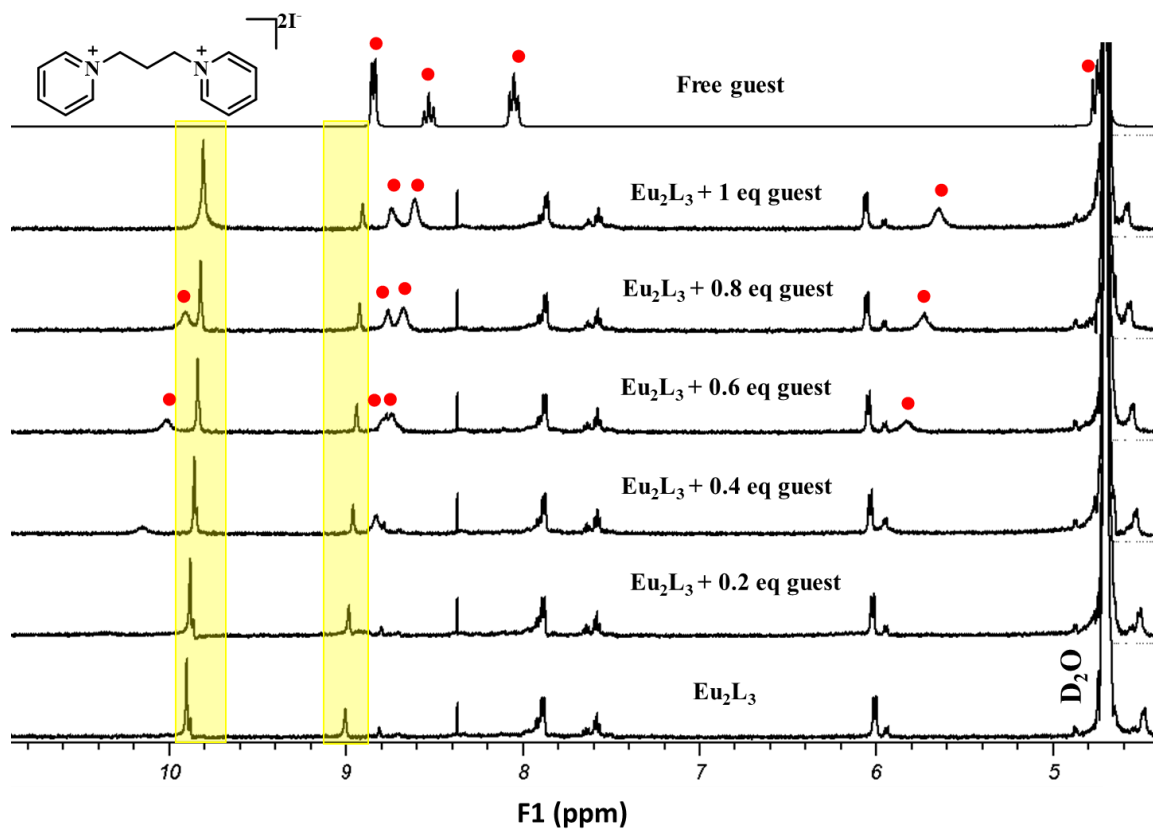 2I⁻
+
+
N
N
Free guest
Eu₂L₃ + 1 eq guest
Eu₂L₃ + 0.8 eq guest
Eu₂L₃ + 0.6 eq guest
Eu₂L₃ + 0.4 eq guest
Eu₂L₃ + 0.2 eq guest
Eu₂L₃
D₂O
10 9 8 7 6 5
F1 (ppm)